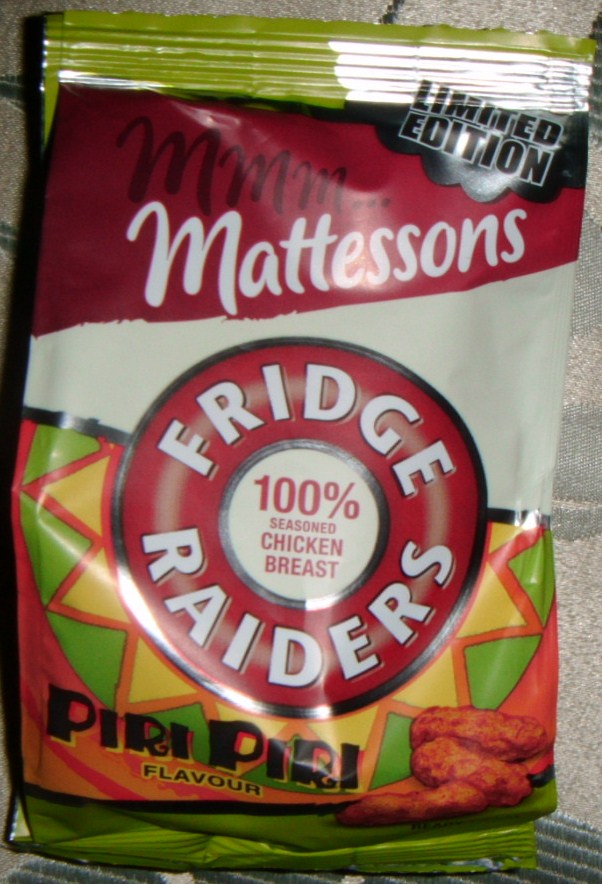 LIMITED
EDITION
Mmm...
Mattessons
FRIDGE
RAIDERS
100%
SEASONED
CHICKEN
BREAST
PIRI PIRI
FLAVOUR